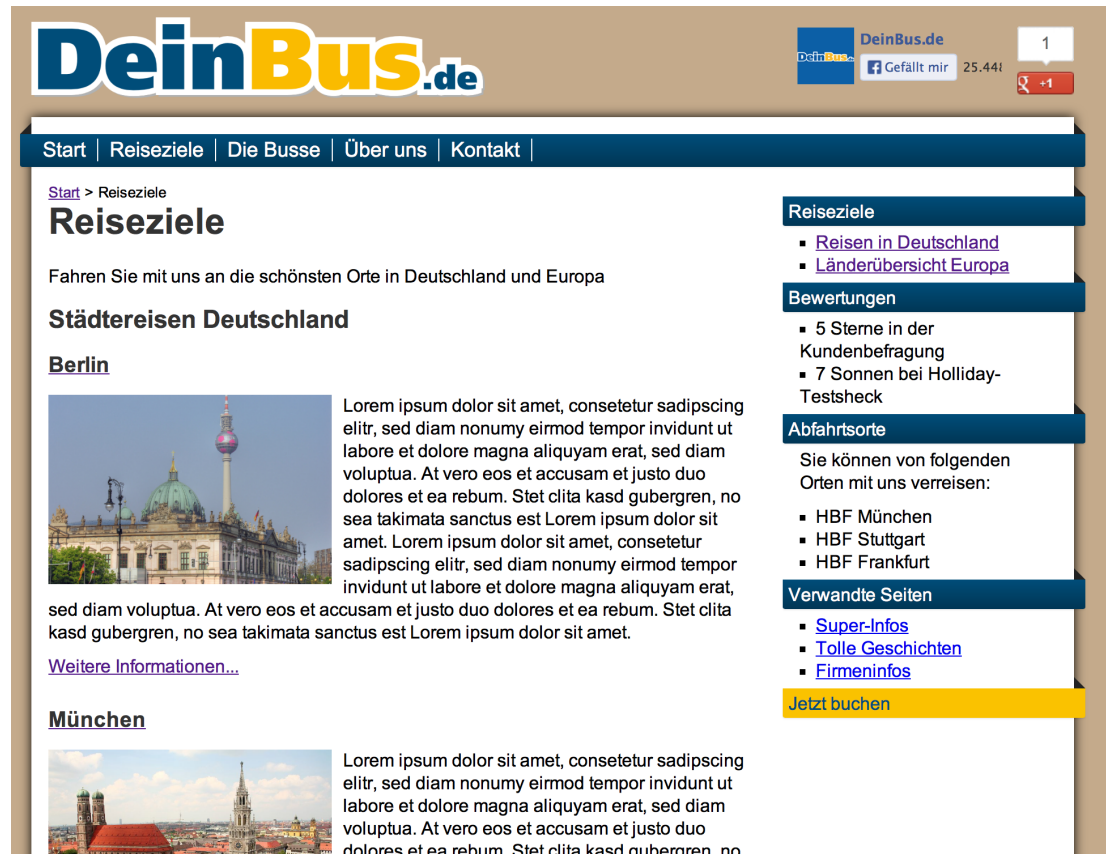 DeinBus.de
DeinBus.de
Gefällt mir
25.448
1
+1
Start | Reiseziele | Die Busse | Über uns | Kontakt |
Start > Reiseziele
Reiseziele
Fahren Sie mit uns an die schönsten Orte in Deutschland und Europa
Städtereisen Deutschland
Berlin
Lorem ipsum dolor sit amet, consetetur sadipscing
elitr, sed diam nonumy eirmod tempor invidunt ut
labore et dolore magna aliquyam erat, sed diam
voluptua. At vero eos et accusam et justo duo
dolores et ea rebum. Stet clita kasd gubergren, no
sea takimata sanctus est Lorem ipsum dolor sit
amet. Lorem ipsum dolor sit amet, consetetur
sadipscing elitr, sed diam nonumy eirmod tempor
invidunt ut labore et dolore magna aliquyam erat,
sed diam voluptua. At vero eos et accusam et justo duo dolores et ea rebum. Stet clita
kasd gubergren, no sea takimata sanctus est Lorem ipsum dolor sit amet.
Weitere Informationen...
München
Lorem ipsum dolor sit amet, consetetur sadipscing
elitr, sed diam nonumy eirmod tempor invidunt ut
labore et dolore magna aliquyam erat, sed diam
voluptua. At vero eos et accusam et justo duo
dolores et ea rebum. Stet clita kasd gubergren, no
Reiseziele
Reisen in Deutschland
Länderübersicht Europa
Bewertungen
5 Sterne in der
Kundenbefragung
7 Sonnen bei Holliday-
Testsheck
Abfahrtsorte
Sie können von folgenden
Orten mit uns verreisen:
HBF München
HBF Stuttgart
HBF Frankfurt
Verwandte Seiten
Super-Infos
Tolle Geschichten
Firmeninfos
Jetzt buchen